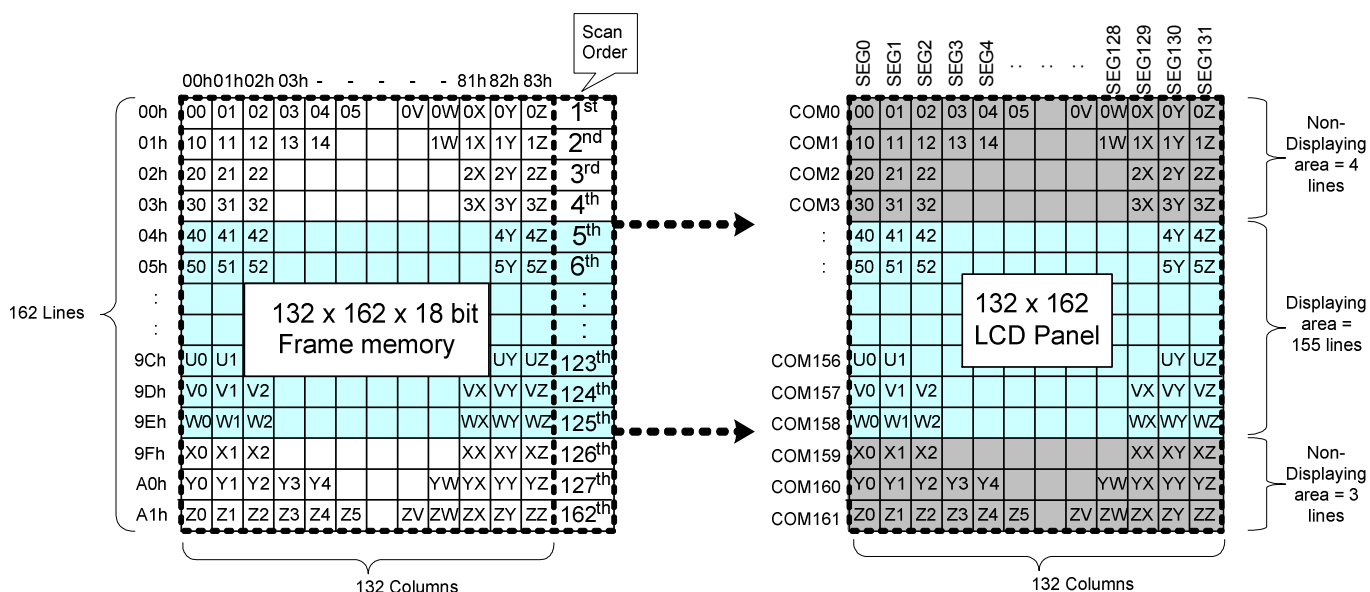 Scan
Order
00h 01h 02h 03h - - - - - 81h 82h 83h
00h 00 01 02 03 04 05 0V 0W 0X 0Y 0Z 1st
01h 10 11 12 13 14 1W 1X 1Y 1Z 2nd
02h 20 21 22 2X 2Y 2Z 3rd
03h 30 31 32 3X 3Y 3Z 4th
04h 40 41 42 4Y 4Z 5th
05h 50 51 52 5Y 5Z 6th
: :
: :
9Ch U0 U1 UY UZ 123th
9Dh V0 V1 V2 VX VY VZ 124th
9Eh W0 W1 W2 WX WY WZ 125th
9Fh X0 X1 X2 XX XY XZ 126th
A0h Y0 Y1 Y2 Y3 Y4 YW YX YY YZ 127th
A1h Z0 Z1 Z2 Z3 Z4 Z5 ZV ZW ZX ZY ZZ 162th
162 Lines
132 x 162 x 18 bit
Frame memory
132 Columns
SEG0 SEG1 SEG2 SEG3 SEG4 : : : : : : SEG128 SEG129 SEG130 SEG131
COM0 00 01 02 03 04 05 0V 0W 0X 0Y 0Z
COM1 10 11 12 13 14 1W 1X 1Y 1Z
COM2 20 21 22 2X 2Y 2Z
COM3 30 31 32 3X 3Y 3Z
: 40 41 42 4Y 4Z
: 50 51 52 5Y 5Z
COM156 U0 U1 UY UZ
COM157 V0 V1 V2 VX VY VZ
COM158 W0 W1 W2 WX WY WZ
COM159 X0 X1 X2 XX XY XZ
COM160 Y0 Y1 Y2 Y3 Y4 YW YX YY YZ
COM161 Z0 Z1 Z2 Z3 Z4 Z5 ZV ZW ZX ZY ZZ
132 x 162
LCD Panel
132 Columns
Non-
Displaying
area = 4
lines
Displaying
area =
155 lines
Non-
Displaying
area = 3
lines